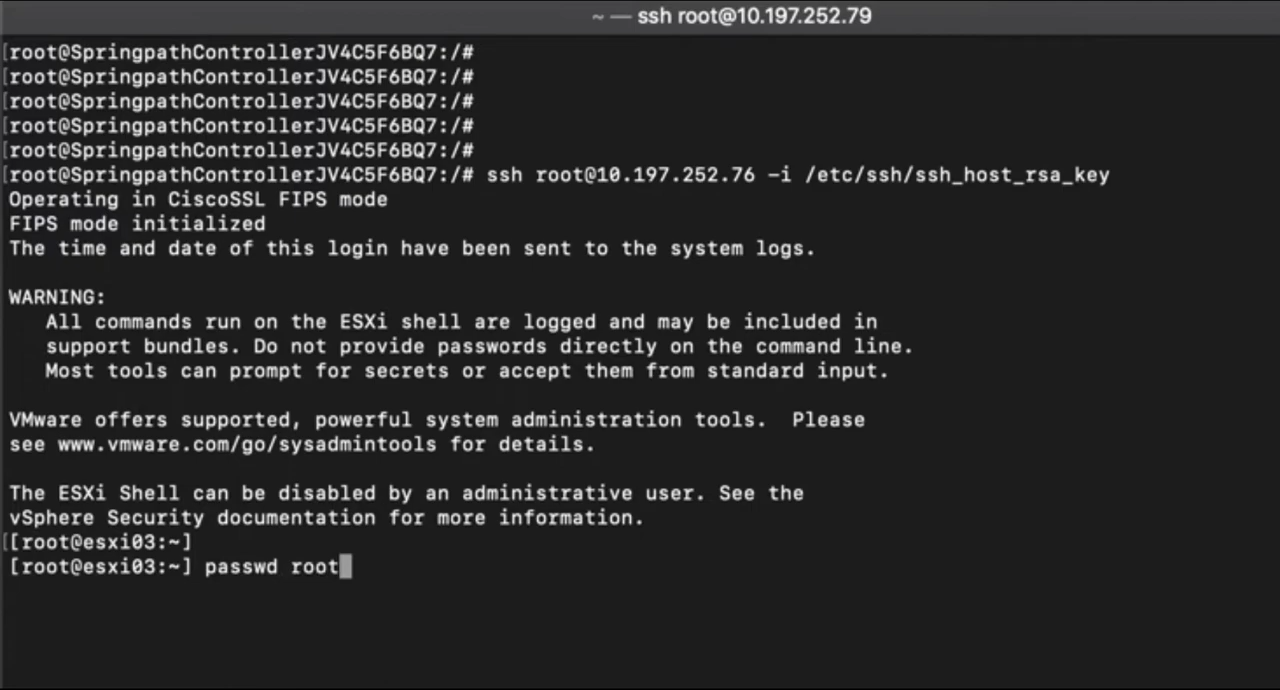 ~ — ssh root@10.197.252.79
[root@SpringpathControllerJV4C5F6BQ7:/#
[root@SpringpathControllerJV4C5F6BQ7:/#
[root@SpringpathControllerJV4C5F6BQ7:/#
[root@SpringpathControllerJV4C5F6BQ7:/#
[root@SpringpathControllerJV4C5F6BQ7:/#
[root@SpringpathControllerJV4C5F6BQ7:/# ssh root@10.197.252.76 -i /etc/ssh/ssh_host_rsa_key
Operating in CiscoSSL FIPS mode
FIPS mode initialized
The time and date of this login have been sent to the system logs.
WARNING:
All commands run on the ESXi shell are logged and may be included in
support bundles. Do not provide passwords directly on the command line.
Most tools can prompt for secrets or accept them from standard input.
VMware offers supported, powerful system administration tools.  Please
see www.vmware.com/go/sysadmintools for details.
The ESXi Shell can be disabled by an administrative user. See the
vSphere Security documentation for more information.
[[root@esxi03:~]
[root@esxi03:~] passwd root